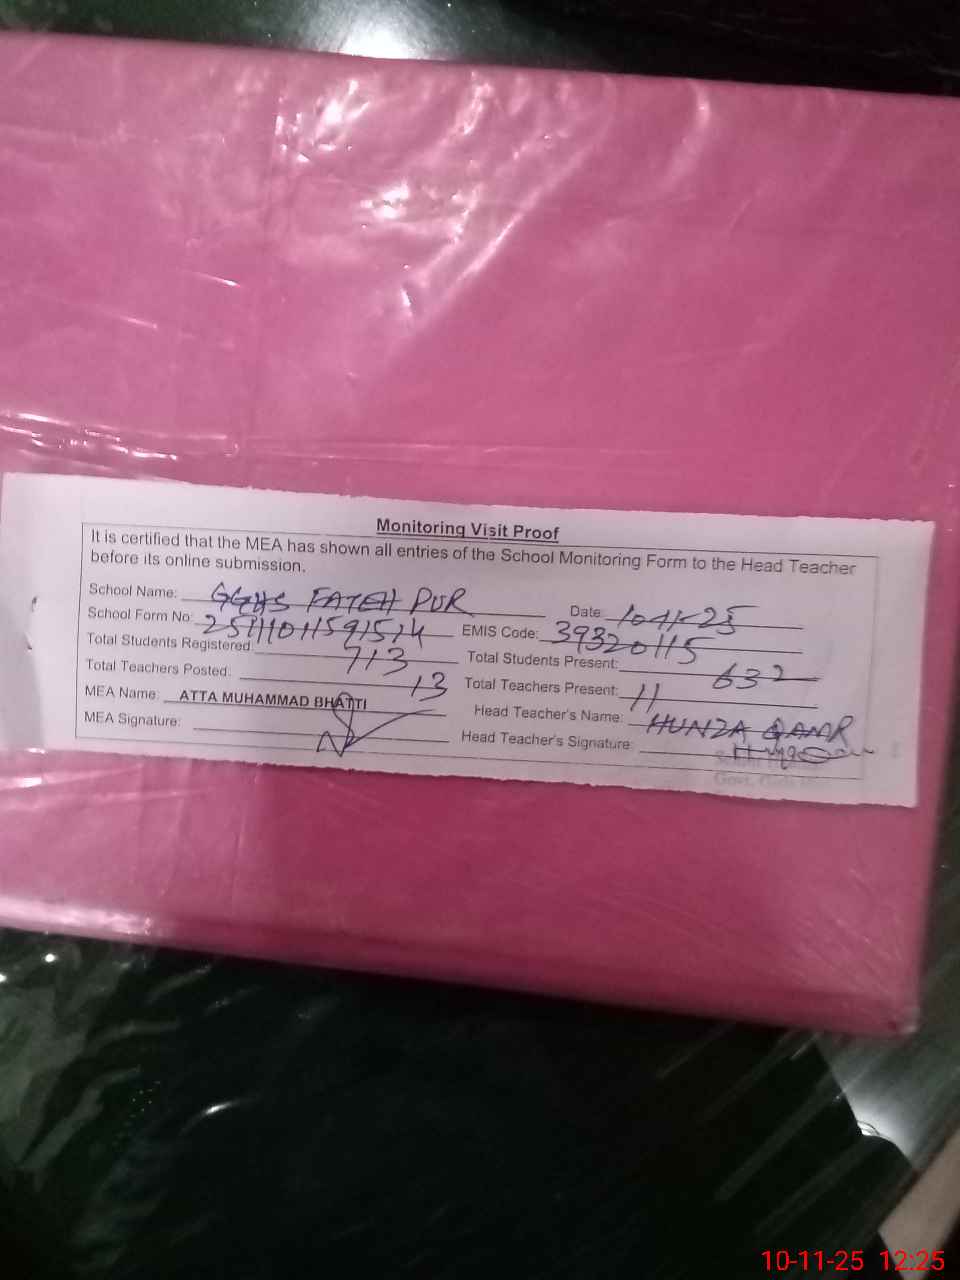 Monitoring Visit Proof
It is certified that the MEA has shown all entries of the School Monitoring Form to the Head Teacher
before its online submission.
School Name: GGHS FATEH PUR Date: 10-11-25
School Form No: EMIS Code: 39320115
Total Students Registered: 713 Total Students Present: 632
Total Teachers Posted: 13 Total Teachers Present: 11
MEA Name: ATTA MUHAMMAD BHATTI Head Teacher's Name: HUNZA QAMR
MEA Signature: Head Teacher's Signature:
10-11-25 12:25